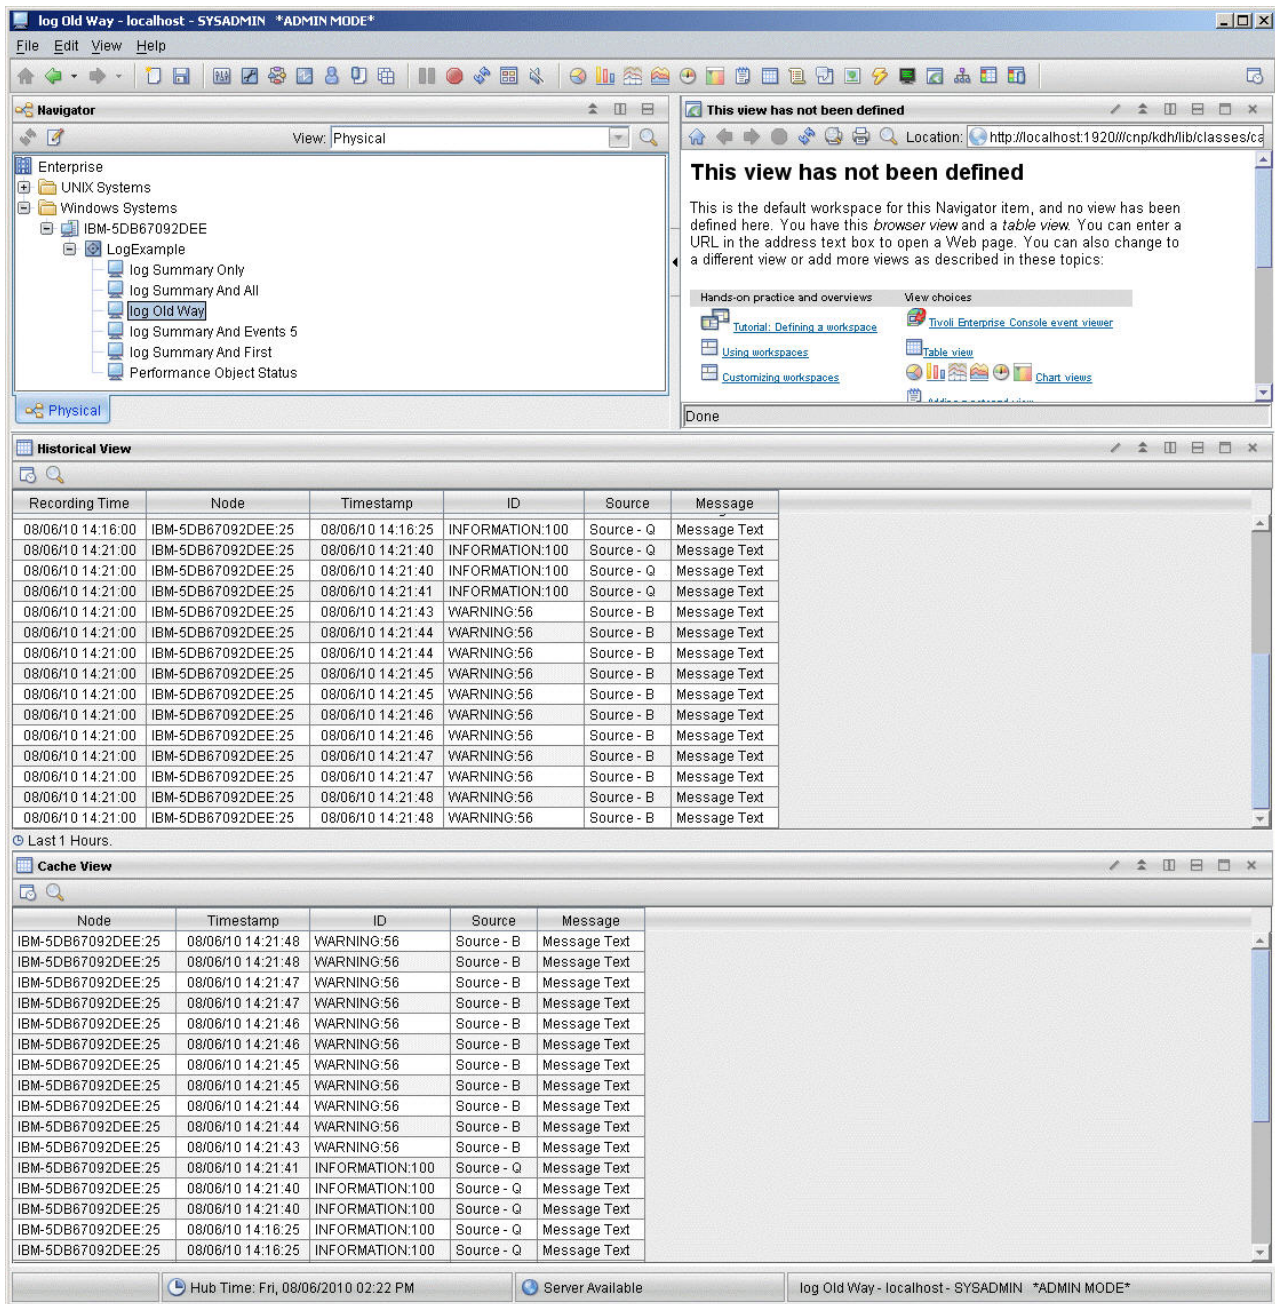 log Old Way - localhost - SYSADMIN *ADMIN MODE*
File Edit View Help
Navigator
View: Physical
Enterprise
UNIX Systems
Windows Systems
IBM-5DB67092DEE
LogExample
log Summary Only
log Summary And All
log Old Way
log Summary And Events 5
log Summary And First
Performance Object Status
Physical
This view has not been defined
Location: http://localhost:1920///cnp/kdh/lib/classes/ca
This view has not been defined
This is the default workspace for this Navigator item, and no view has been
defined here. You have this browser view and a table view. You can enter a
URL in the address text box to open a Web page. You can also change to
a different view or add more views as described in these topics:
Hands-on practice and overviews View choices
Tutorial: Defining a workspace Tivoli Enterprise Console event viewer
Using workspaces Table view
Customizing workspaces Chart views
Done
Historical View
Recording Time Node Timestamp ID Source Message
08/06/10 14:16:00 IBM-5DB67092DEE:25 08/06/10 14:16:25 INFORMATION:100 Source - Q Message Text
08/06/10 14:21:00 IBM-5DB67092DEE:25 08/06/10 14:21:40 INFORMATION:100 Source - Q Message Text
08/06/10 14:21:00 IBM-5DB67092DEE:25 08/06/10 14:21:40 INFORMATION:100 Source - Q Message Text
08/06/10 14:21:00 IBM-5DB67092DEE:25 08/06/10 14:21:41 INFORMATION:100 Source - Q Message Text
08/06/10 14:21:00 IBM-5DB67092DEE:25 08/06/10 14:21:43 WARNING:56 Source - B Message Text
08/06/10 14:21:00 IBM-5DB67092DEE:25 08/06/10 14:21:44 WARNING:56 Source - B Message Text
08/06/10 14:21:00 IBM-5DB67092DEE:25 08/06/10 14:21:44 WARNING:56 Source - B Message Text
08/06/10 14:21:00 IBM-5DB67092DEE:25 08/06/10 14:21:45 WARNING:56 Source - B Message Text
08/06/10 14:21:00 IBM-5DB67092DEE:25 08/06/10 14:21:45 WARNING:56 Source - B Message Text
08/06/10 14:21:00 IBM-5DB67092DEE:25 08/06/10 14:21:46 WARNING:56 Source - B Message Text
08/06/10 14:21:00 IBM-5DB67092DEE:25 08/06/10 14:21:46 WARNING:56 Source - B Message Text
08/06/10 14:21:00 IBM-5DB67092DEE:25 08/06/10 14:21:47 WARNING:56 Source - B Message Text
08/06/10 14:21:00 IBM-5DB67092DEE:25 08/06/10 14:21:47 WARNING:56 Source - B Message Text
08/06/10 14:21:00 IBM-5DB67092DEE:25 08/06/10 14:21:48 WARNING:56 Source - B Message Text
08/06/10 14:21:00 IBM-5DB67092DEE:25 08/06/10 14:21:48 WARNING:56 Source - B Message Text
Last 1 Hours.
Cache View
Node Timestamp ID Source Message
IBM-5DB67092DEE:25 08/06/10 14:21:48 WARNING:56 Source - B Message Text
IBM-5DB67092DEE:25 08/06/10 14:21:48 WARNING:56 Source - B Message Text
IBM-5DB67092DEE:25 08/06/10 14:21:47 WARNING:56 Source - B Message Text
IBM-5DB67092DEE:25 08/06/10 14:21:47 WARNING:56 Source - B Message Text
IBM-5DB67092DEE:25 08/06/10 14:21:46 WARNING:56 Source - B Message Text
IBM-5DB67092DEE:25 08/06/10 14:21:46 WARNING:56 Source - B Message Text
IBM-5DB67092DEE:25 08/06/10 14:21:45 WARNING:56 Source - B Message Text
IBM-5DB67092DEE:25 08/06/10 14:21:45 WARNING:56 Source - B Message Text
IBM-5DB67092DEE:25 08/06/10 14:21:44 WARNING:56 Source - B Message Text
IBM-5DB67092DEE:25 08/06/10 14:21:44 WARNING:56 Source - B Message Text
IBM-5DB67092DEE:25 08/06/10 14:21:43 WARNING:56 Source - B Message Text
IBM-5DB67092DEE:25 08/06/10 14:21:41 INFORMATION:100 Source - Q Message Text
IBM-5DB67092DEE:25 08/06/10 14:21:40 INFORMATION:100 Source - Q Message Text
IBM-5DB67092DEE:25 08/06/10 14:21:40 INFORMATION:100 Source - Q Message Text
IBM-5DB67092DEE:25 08/06/10 14:16:25 INFORMATION:100 Source - Q Message Text
IBM-5DB67092DEE:25 08/06/10 14:16:25 INFORMATION:100 Source - Q Message Text
Hub Time: Fri, 08/06/2010 02:22 PM Server Available log Old Way - localhost - SYSADMIN *ADMIN MODE*